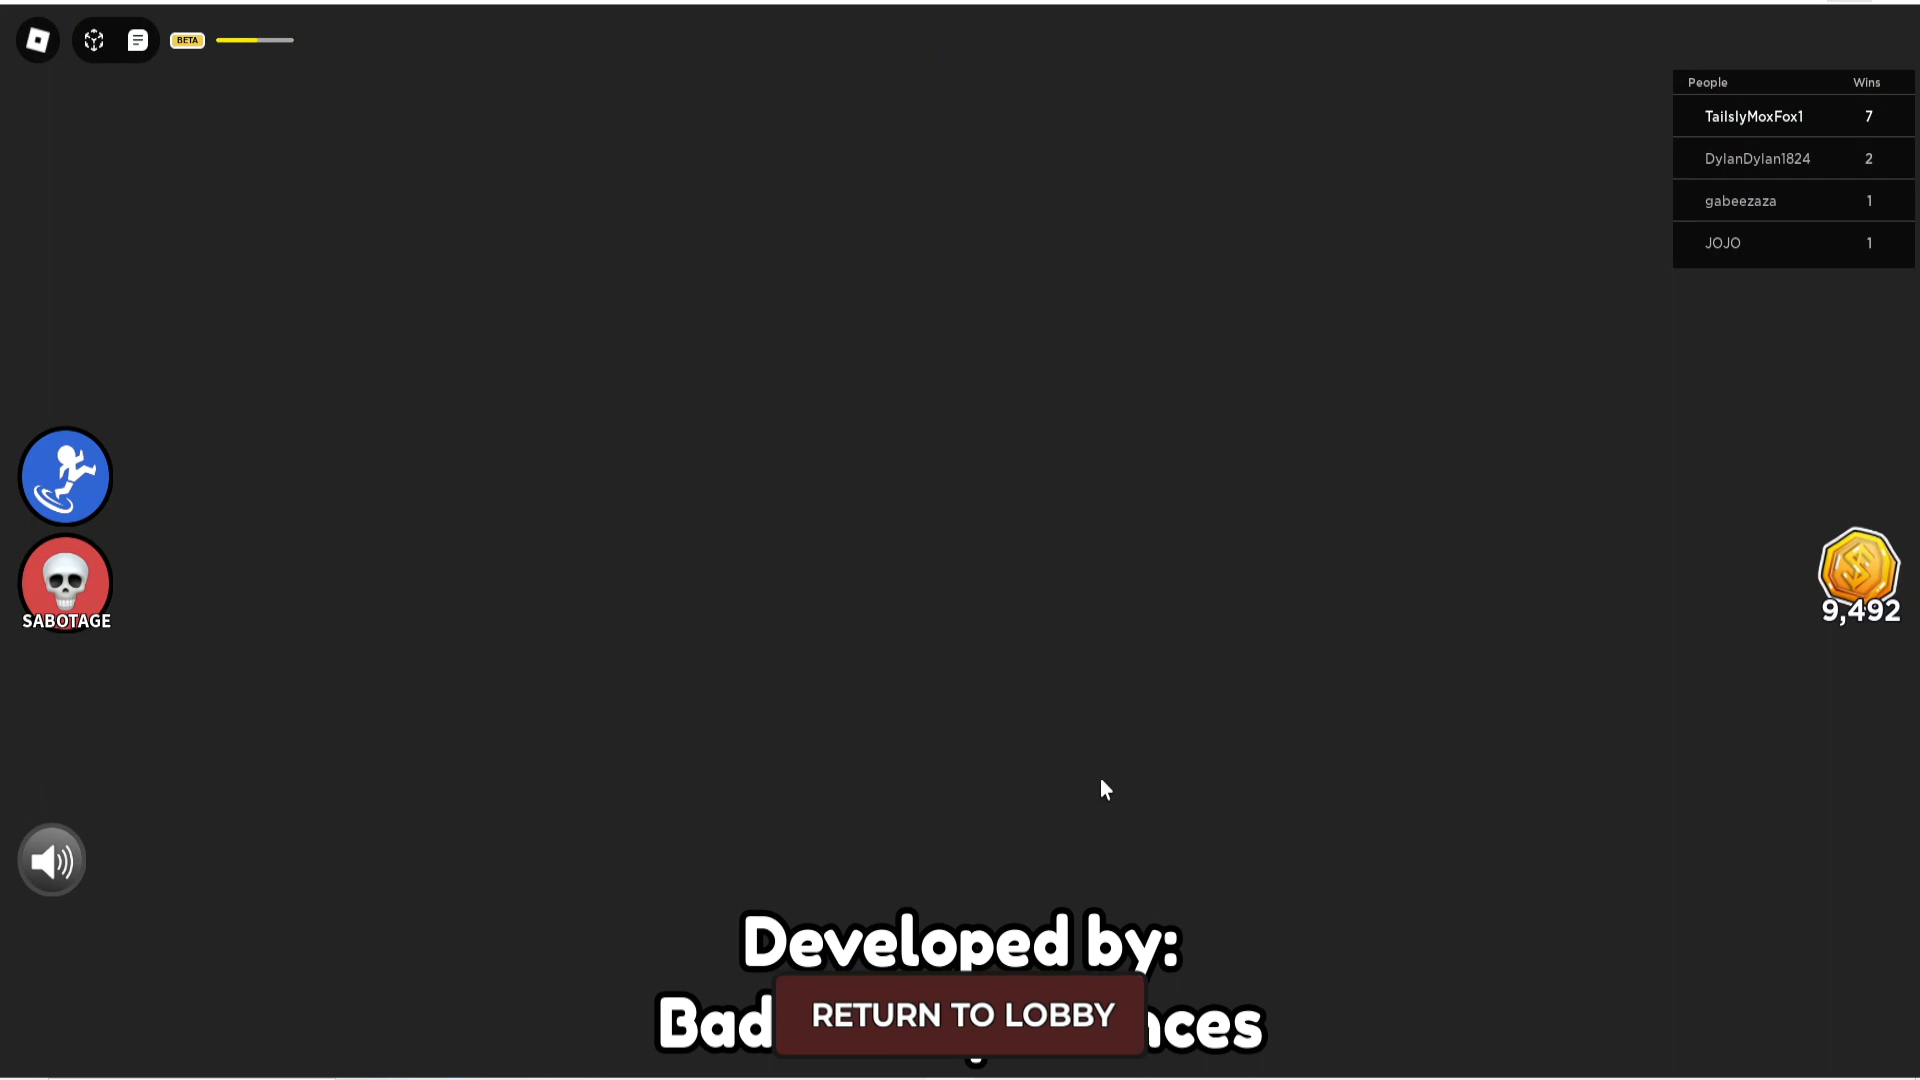 BETA
People Wins
TailslyMoxFox1 7
DylanDylan1824 2
gabeezaza 1
JOJO 1
SABOTAGE
9,492
Developed by:
Bad
RETURN TO LOBBY